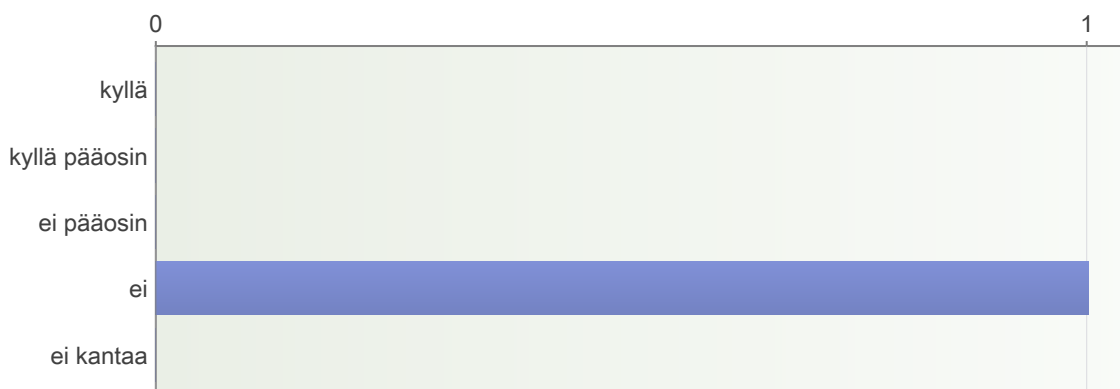 0 1
kyllä
kyllä pääosin
ei pääosin
ei
ei kantaa